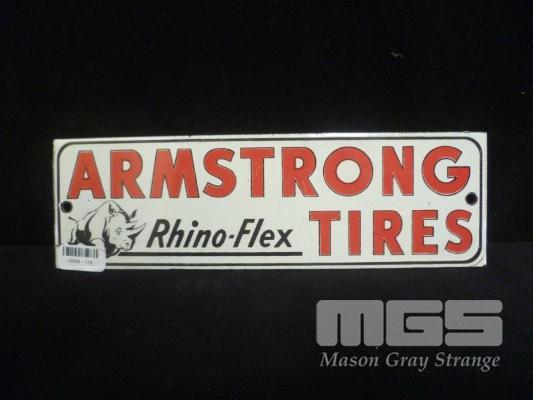 ARMSTRONG
Rhino-Flex TIRES
MGS
Mason Gray Strange